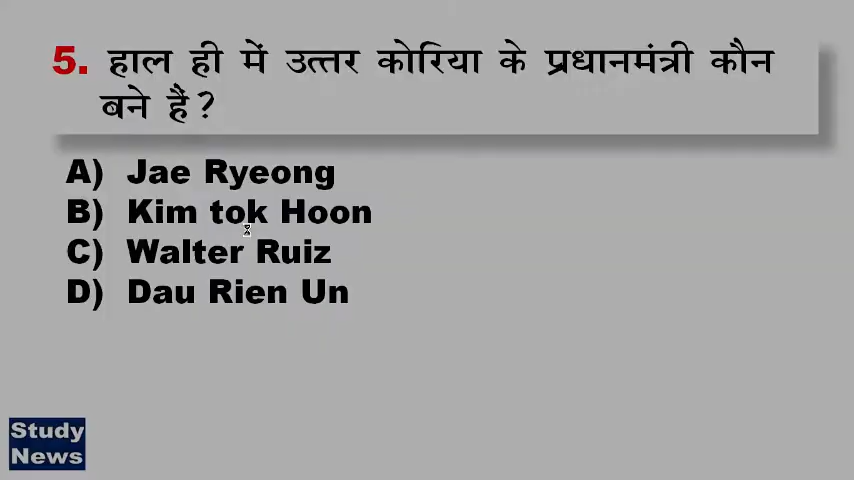 5. हाल ही में उत्तर कोरिया के प्रधानमंत्री कौन
बने हैं?
A) Jae Ryeong
B) Kim tok Hoon
C) Walter Ruiz
D) Dau Rien Un
Study
News